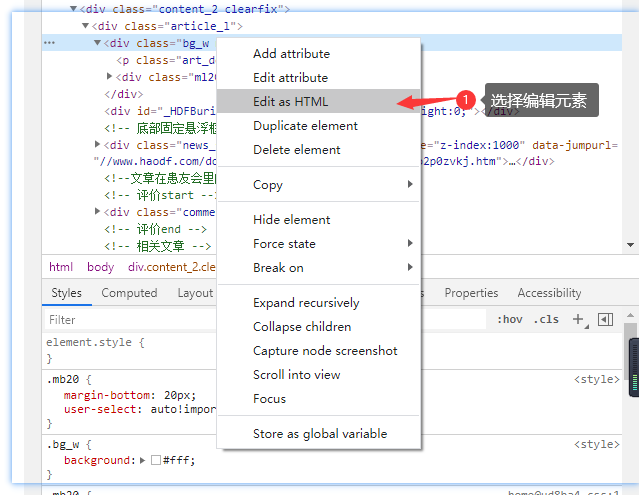 <div class="content_2 clearfix">
<div class="article_l">
<div class="bg_w
<p class="art_de
<div class="ml20
</div>
<div id="_HDFBuri
ight:0;"></div>
<!-- 底部固定悬浮框
<div class="news_
e="z-index:1000" data-jumpurl=
"//www.haodf.com/do
o2p0zvkj.htm">…</div>
<!--文章在患友会里的
<!-- 评价start -->
<div class="comme
<!-- 评价end -->
<!-- 相关文章 -->
Add attribute
Edit attribute
Edit as HTML
1 选择编辑元素
Duplicate element
Delete element
Copy
Hide element
Force state
Break on
Expand recursively
Collapse children
Capture node screenshot
Scroll into view
Focus
Store as global variable
html body div.content_2.cle
Styles Computed Layout s Properties Accessibility
Filter :hov .cls
element.style {
}
.mb20 { <style>
margin-bottom: 20px;
user-select: auto!impor
}
.bg_w { <style>
background: #fff;
}
.mb20 {